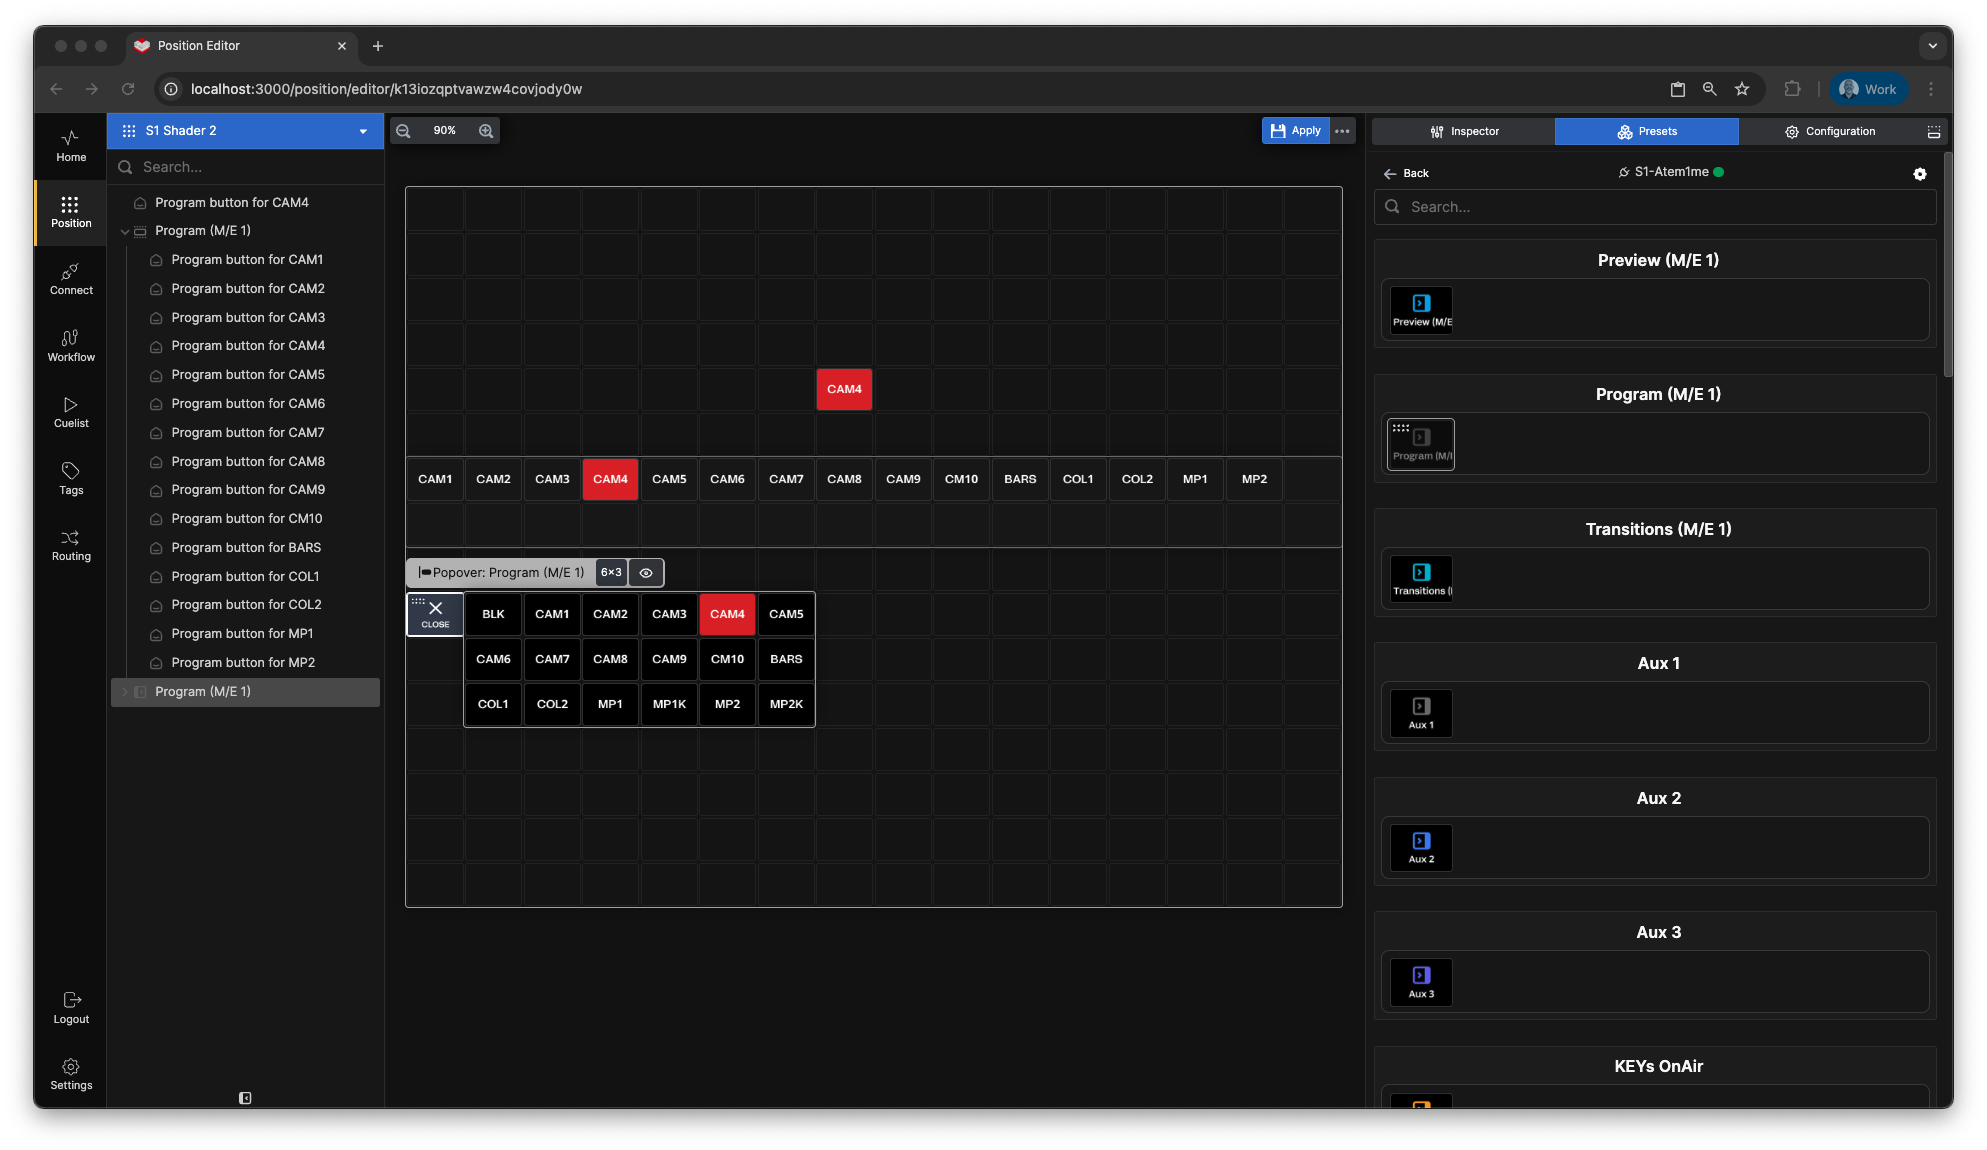 Position Editor
localhost:3000/position/editor/k13iozqptvawzw4covjody0w
Work
Home
Position
Connect
Workflow
Cuelist
Tags
Routing
Logout
Settings
S1 Shader 2
Search...
Program button for CAM4
Program (M/E 1)
Program button for CAM1
Program button for CAM2
Program button for CAM3
Program button for CAM4
Program button for CAM5
Program button for CAM6
Program button for CAM7
Program button for CAM8
Program button for CAM9
Program button for CM10
Program button for BARS
Program button for COL1
Program button for COL2
Program button for MP1
Program button for MP2
Program (M/E 1)
90%
Apply
CAM4
CAM1 CAM2 CAM3 CAM4 CAM5 CAM6 CAM7 CAM8 CAM9 CM10 BARS COL1 COL2 MP1 MP2
Popover: Program (M/E 1) 6×3
CLOSE BLK CAM1 CAM2 CAM3 CAM4 CAM5
CAM6 CAM7 CAM8 CAM9 CM10 BARS
COL1 COL2 MP1 MP1K MP2 MP2K
Inspector Presets Configuration
Back S1-Atem1me
Search...
Preview (M/E 1)
Preview (M/E
Program (M/E 1)
Program (M/I
Transitions (M/E 1)
Transitions (
Aux 1
Aux 1
Aux 2
Aux 2
Aux 3
Aux 3
KEYs OnAir